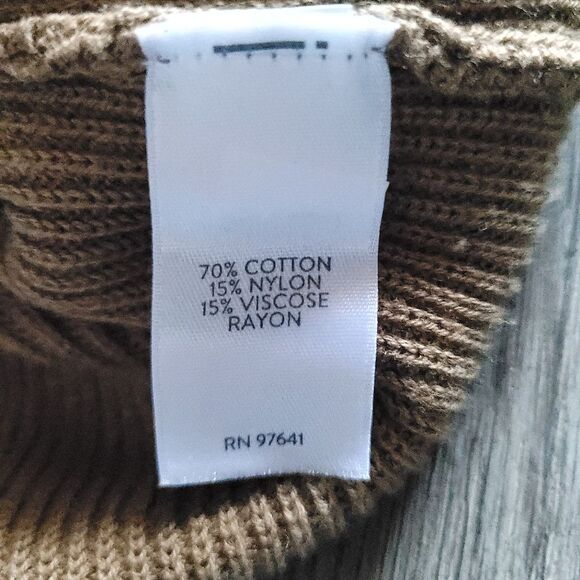 70% COTTON
15% NYLON
15% VISCOSE
RAYON
RN 97641